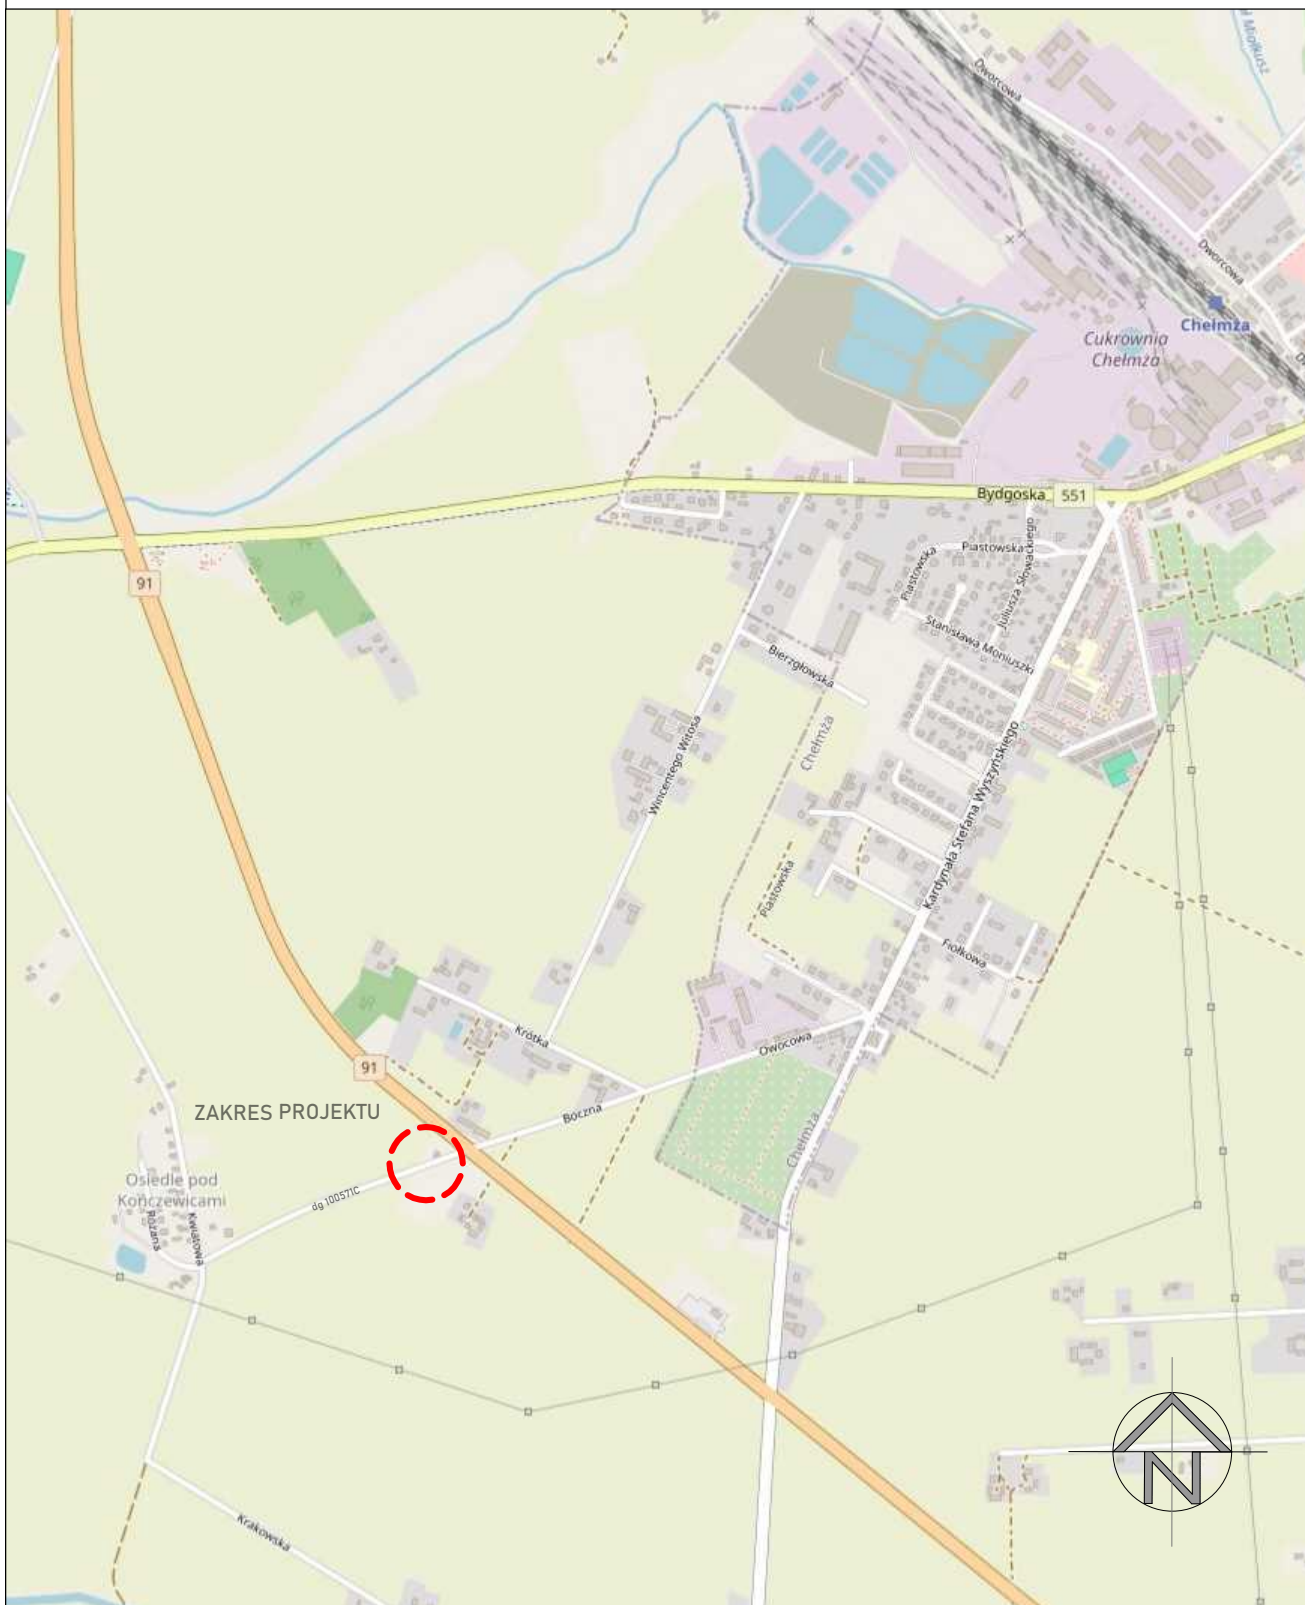 Dworcowa
Miałkusz
Dworcowa
Chełmża
Cukrownia
Chełmża
Bydgoska 551
Piastowska
Piastowska
Juliusza Słowackiego
Stanisława Moniuszki
91
Bierzgłowska
Chełmża
Wincentego Witosa
Kardynała Stefana Wyszyńskiego
Piastowska
Fiołkowa
Krótka
Owocowa
91
Boczna
ZAKRES PROJEKTU
Chełmża
Osiedle pod
Kończewicami
dg 100571C
Różana
Kwiatowa
N
Krakowska